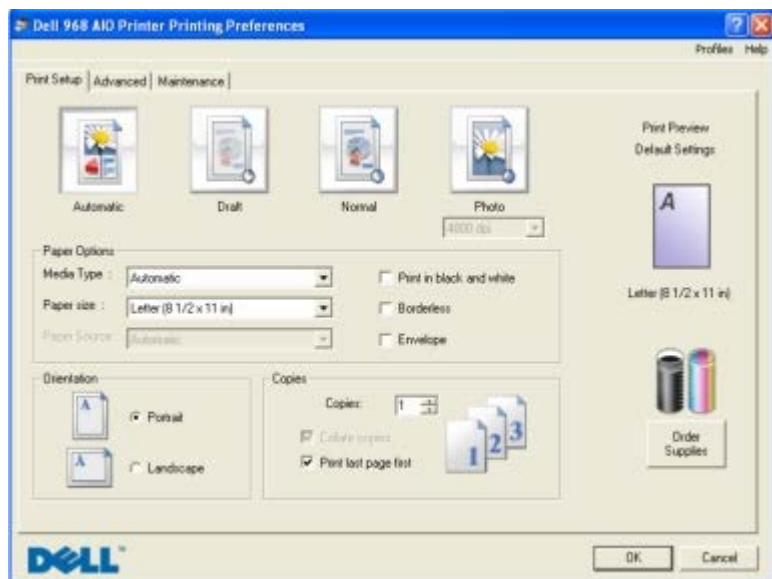 Dell 968 AIO Printer Printing Preferences
Profiles Help
Print Setup Advanced Maintenance
Automatic Draft Normal Photo
4800 dpi
Print Preview
Default Settings
A
Letter (8 1/2 x 11 in)
Paper Options
Media Type : Automatic
Print in black and white
Paper size : Letter (8 1/2 x 11 in)
Borderless
Paper Source : Automatic
Envelope
Orientation
A
Portrait
A
Landscape
Copies
Copies: 1
Collate copies
Print last page first
1 2 3
Order
Supplies
DELL™
OK Cancel